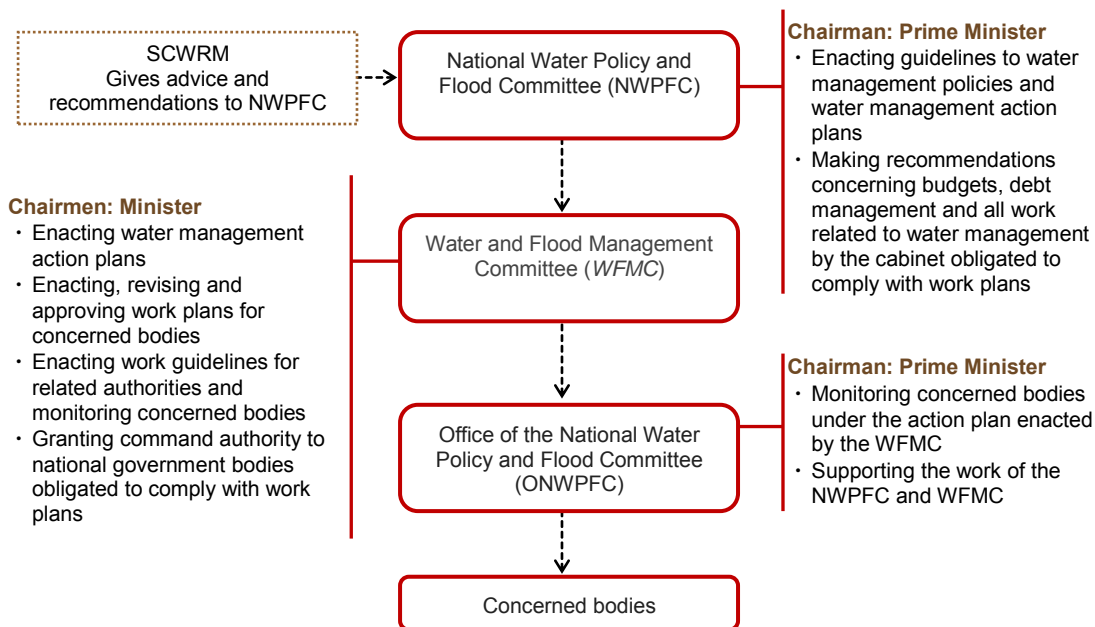 SCWRM
Gives advice and
recommendations to NWPFC
National Water Policy and
Flood Committee (NWPFC)
Chairman: Prime Minister
· Enacting guidelines to water
management policies and
water management action
plans
· Making recommendations
concerning budgets, debt
management and all work
related to water management
by the cabinet obligated to
comply with work plans
Chairmen: Minister
· Enacting water management
action plans
· Enacting, revising and
approving work plans for
concerned bodies
· Enacting work guidelines for
related authorities and
monitoring concerned bodies
· Granting command authority to
national government bodies
obligated to comply with work
plans
Water and Flood Management
Committee (WFMC)
Chairman: Prime Minister
· Monitoring concerned bodies
under the action plan enacted
by the WFMC
· Supporting the work of the
NWPFC and WFMC
Office of the National Water
Policy and Flood Committee
(ONWPFC)
Concerned bodies